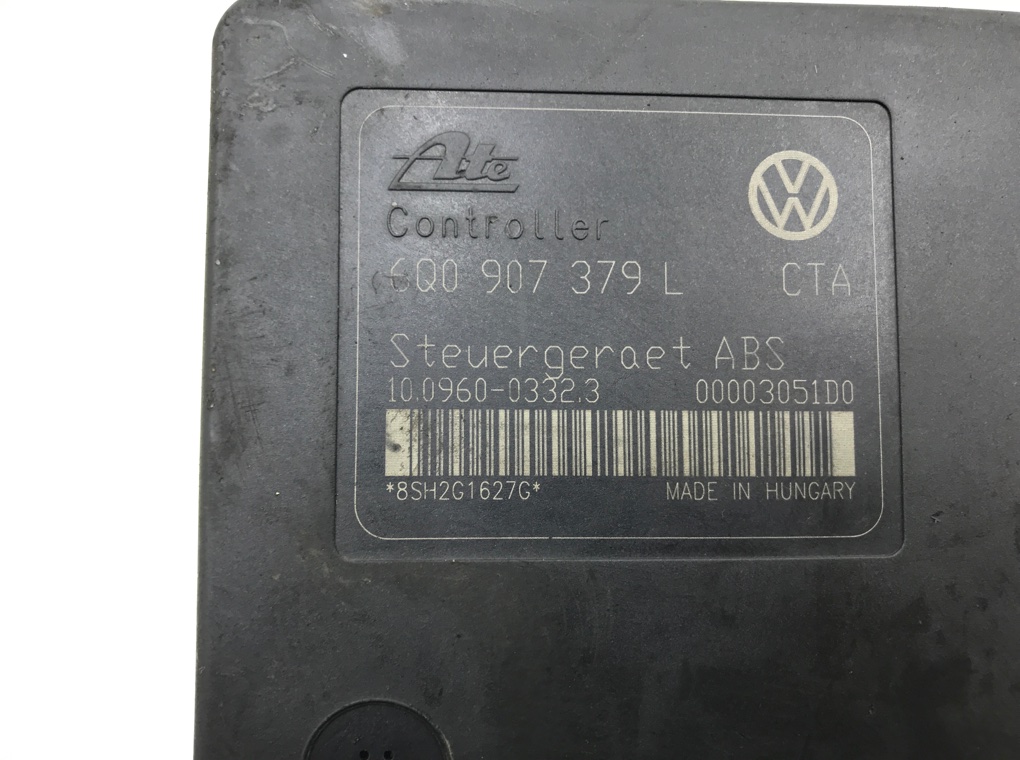 Ate
Controller
6Q0 907 379 L CTA
Steuergeraet ABS
10.0960-0332.3 00003051D0
*8SH2G1627G* MADE IN HUNGARY